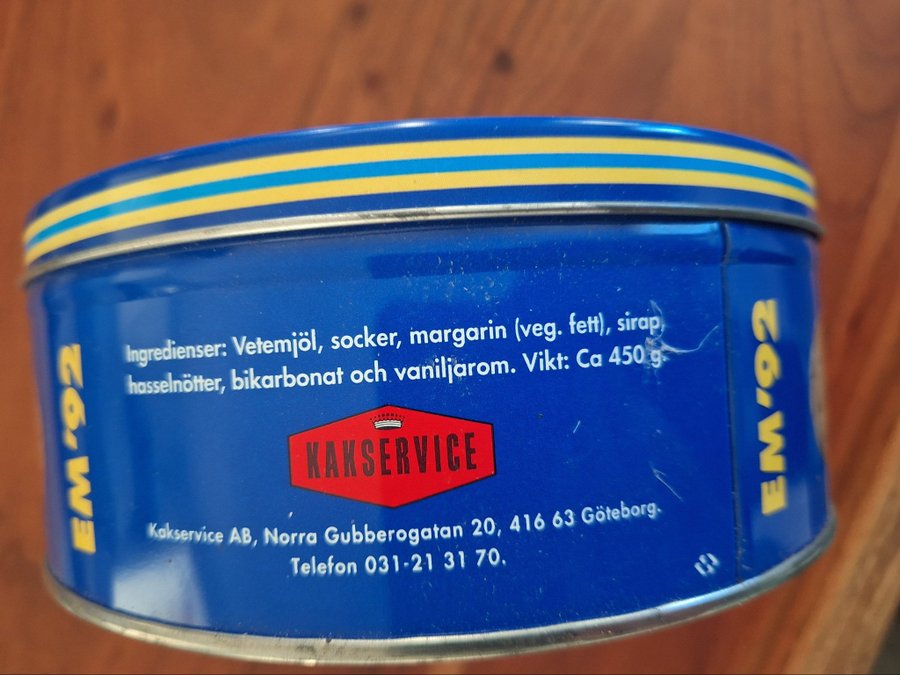 Ingredienser: Vetemjöl, socker, margarin (veg. fett), sirap,
hasselnötter, bikarbonat och vaniljarom. Vikt: Ca 450 g.
EM'92
EM'92
KAKSERVICE
Kakservice AB, Norra Gubberogatan 20, 416 63 Göteborg.
Telefon 031-21 31 70.